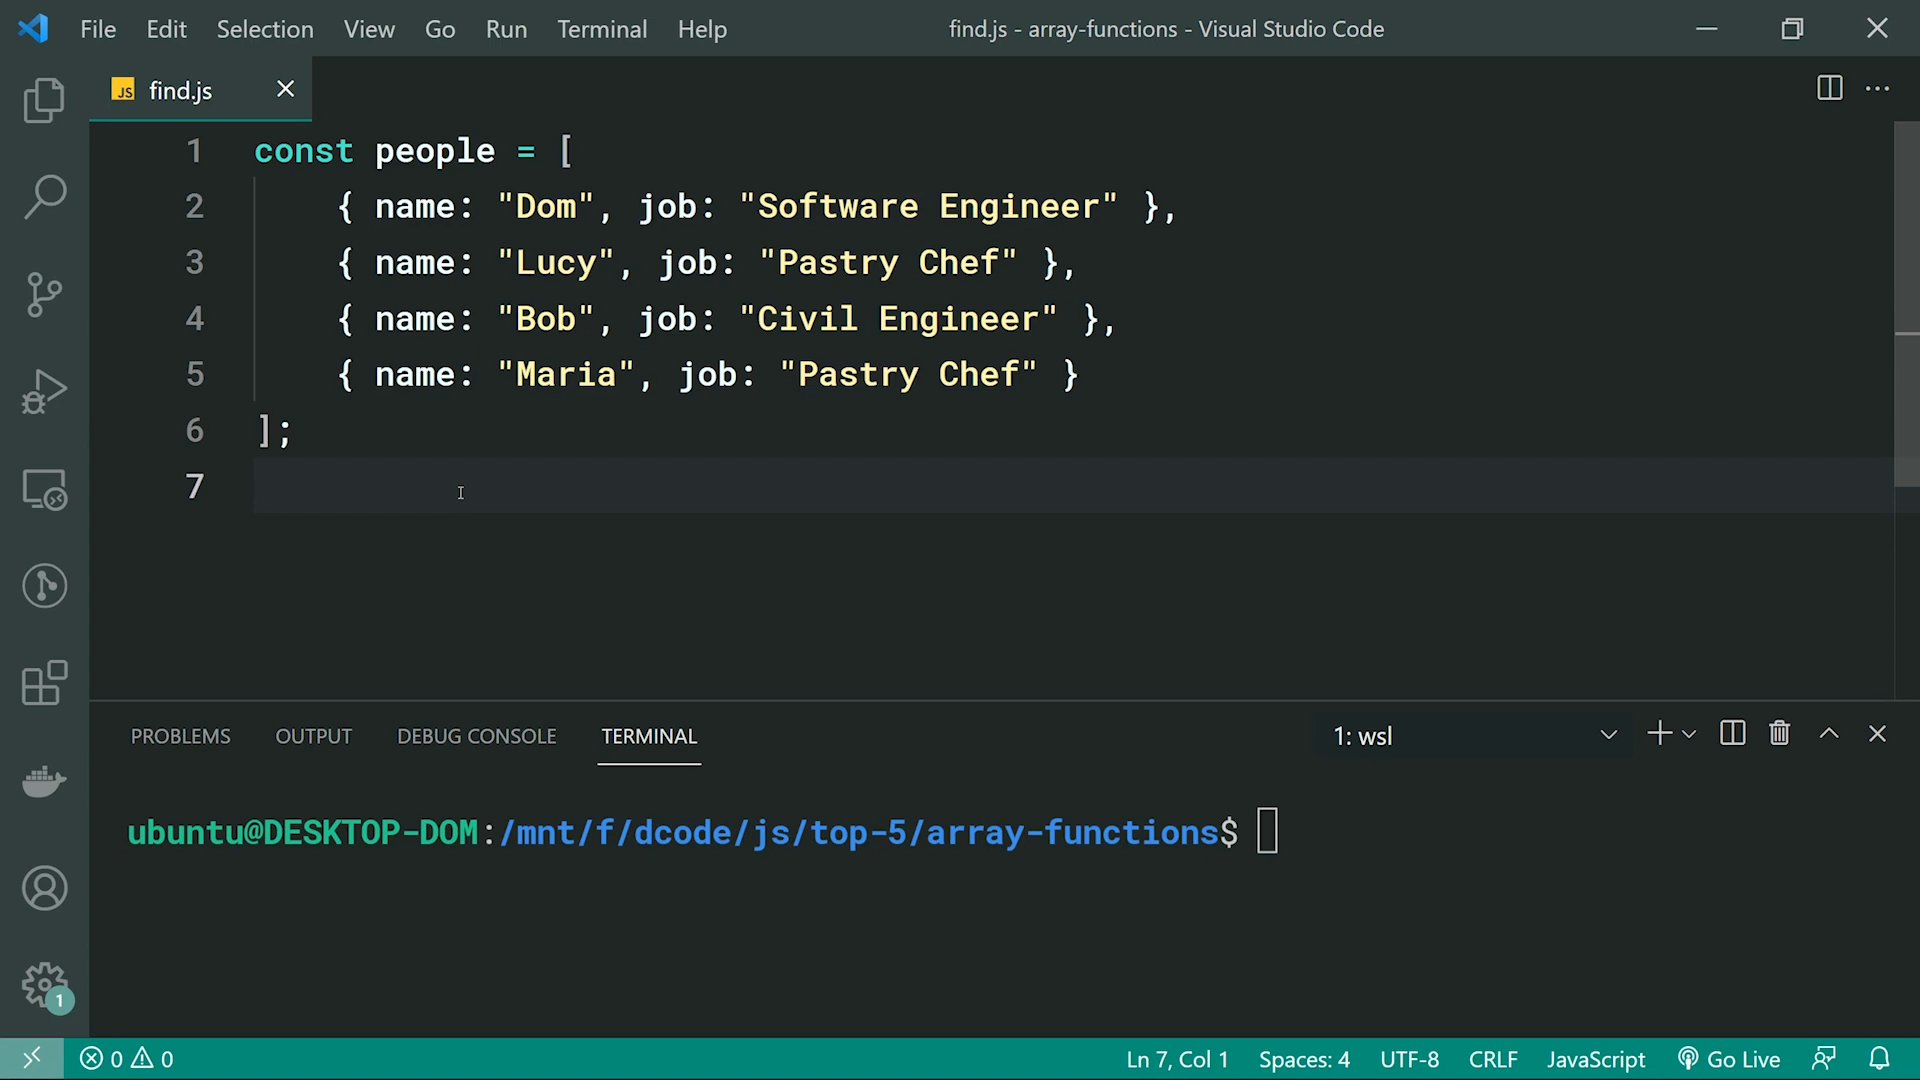 File Edit Selection View Go Run Terminal Help find.js - array-functions - Visual Studio Code
JS find.js
1 const people = [
2 { name: "Dom", job: "Software Engineer" },
3 { name: "Lucy", job: "Pastry Chef" },
4 { name: "Bob", job: "Civil Engineer" },
5 { name: "Maria", job: "Pastry Chef" }
6 ];
7
PROBLEMS OUTPUT DEBUG CONSOLE TERMINAL 1: wsl
ubuntu@DESKTOP-DOM:/mnt/f/dcode/js/top-5/array-functions$
1
0 0 Ln 7, Col 1 Spaces: 4 UTF-8 CRLF JavaScript Go Live